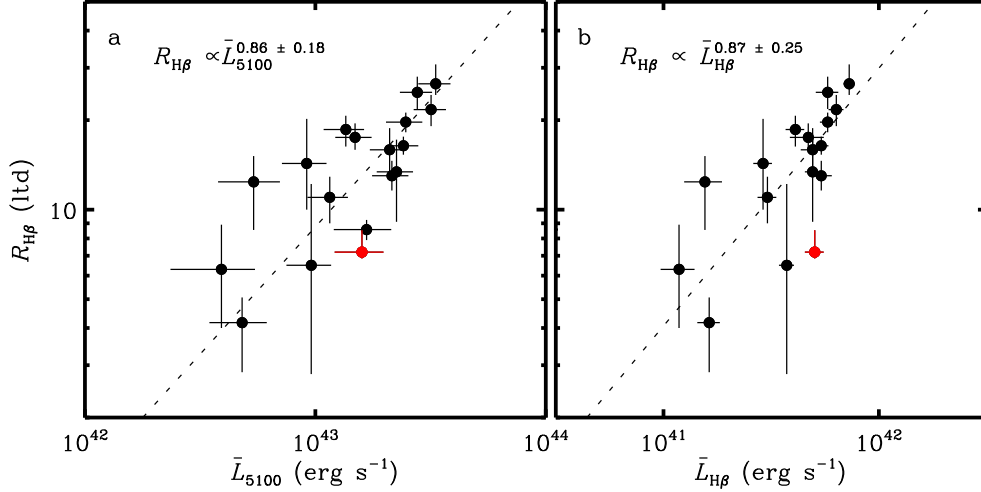 a
R_Hβ ∝ L̄_5100^0.86 ± 0.18
b
R_Hβ ∝ L̄_Hβ^0.87 ± 0.25
R_Hβ (ltd)
10
10^42
10^43
10^44
10^41
10^42
L̄_5100 (erg s^−1)
L̄_Hβ (erg s^−1)